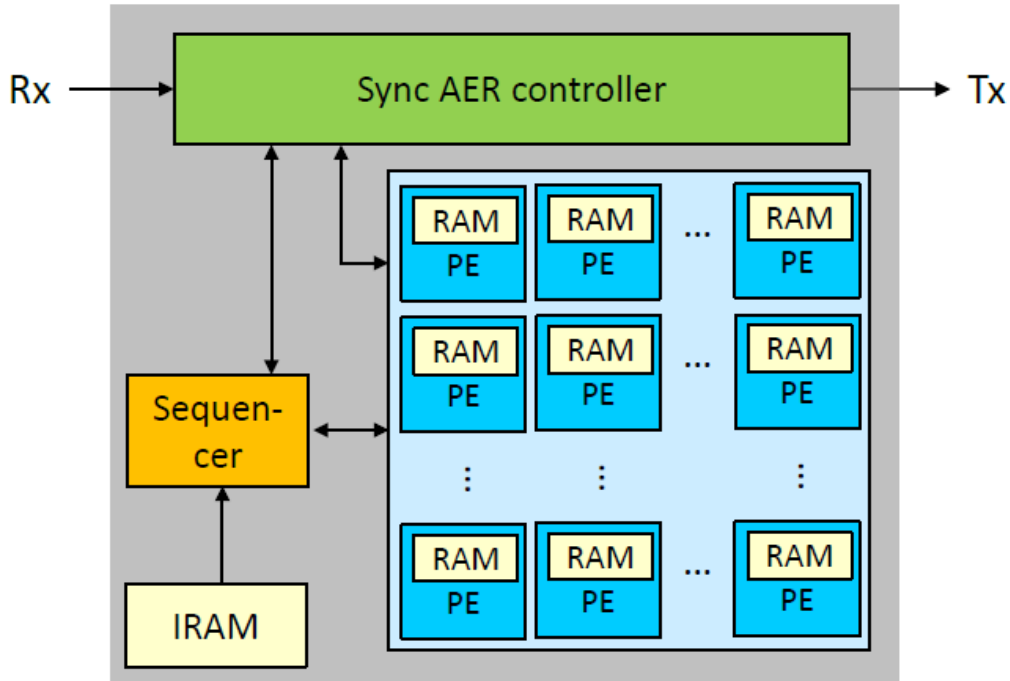 Rx
Sync AER controller
Tx
RAM RAM ... RAM
PE PE PE
RAM RAM ... RAM
PE PE PE
Sequen-
cer
⋮ ⋮ ⋮
RAM RAM ... RAM
PE PE PE
IRAM